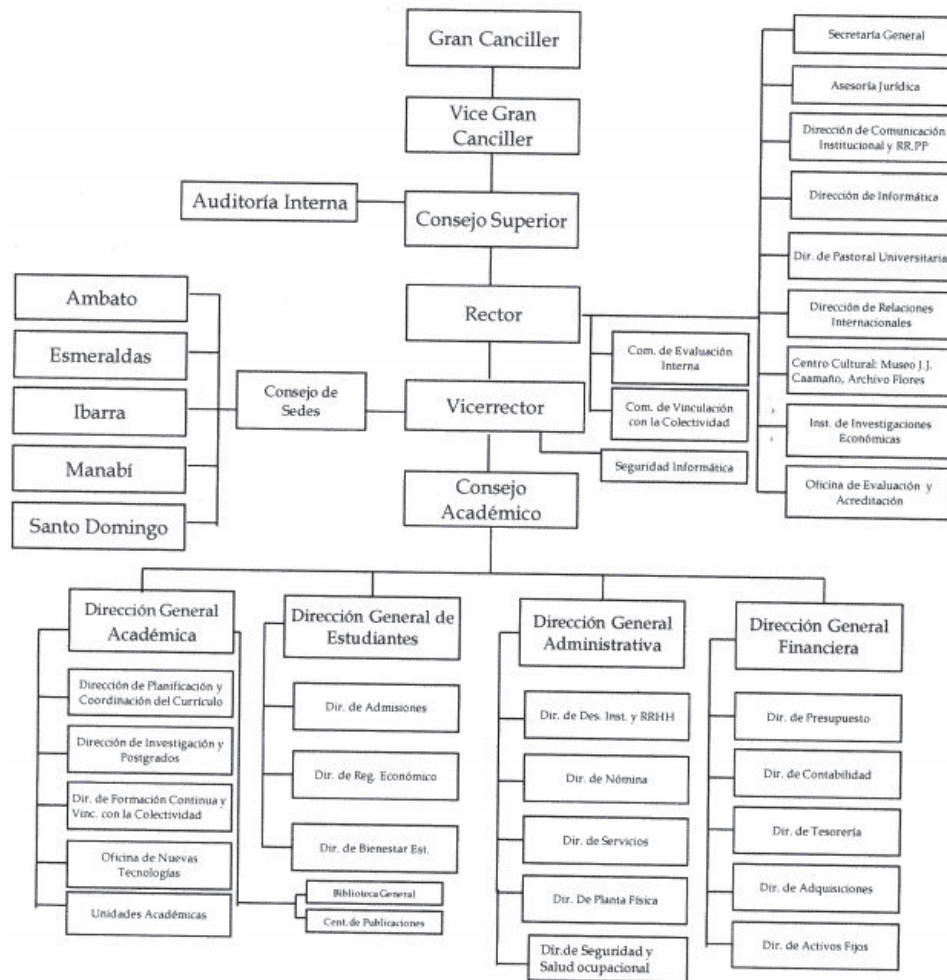 Gran Canciller
Vice Gran
Canciller
Auditoría Interna
Consejo Superior
Rector
Vicerrector
Consejo
Académico
Secretaría General
Asesoría Jurídica
Dirección de Comunicación
Institucional y RR.PP
Dirección de Informática
Dir. de Pastoral Universitaria
Dirección de Relaciones
Internacionales
Centro Cultural: Museo J.J.
Caamaño, Archivo Flores
Inst. de Investigaciones
Económicas
Oficina de Evaluación y
Acreditación
Com. de Evaluación
Interna
Com. de Vinculación
con la Colectividad
Seguridad Informática
Consejo de
Sedes
Ambato
Esmeraldas
Ibarra
Manabí
Santo Domingo
Dirección General
Académica
Dirección de Planificación y
Coordinación del Currículo
Dirección de Investigación y
Postgrados
Dir. de Formación Continua y
Vinc. con la Colectividad
Oficina de Nuevas
Tecnologías
Unidades Académicas
Biblioteca General
Cent. de Publicaciones
Dirección General de
Estudiantes
Dir. de Admisiones
Dir. de Reg. Económico
Dir. de Bienestar Est.
Dirección General
Administrativa
Dir. de Des. Inst. y RRHH
Dir. de Nómina
Dir. de Servicios
Dir. De Planta Física
Dir.de Seguridad y
Salud ocupacional
Dirección General
Financiera
Dir. de Presupuesto
Dir. de Contabilidad
Dir. de Tesorería
Dir. de Adquisiciones
Dir. de Activos Fijos